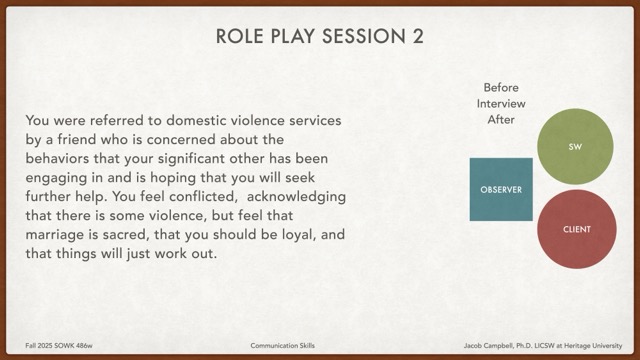 ROLE PLAY SESSION 2
You were referred to domestic violence services
by a friend who is concerned about the
behaviors that your significant other has been
engaging in and is hoping that you will seek
further help. You feel conflicted,  acknowledging
that there is some violence, but feel that
marriage is sacred, that you should be loyal, and
that things will just work out.
Before
Interview
After
SW
OBSERVER
CLIENT
Fall 2025 SOWK 486w
Communication Skills
Jacob Campbell, Ph.D. LICSW at Heritage University